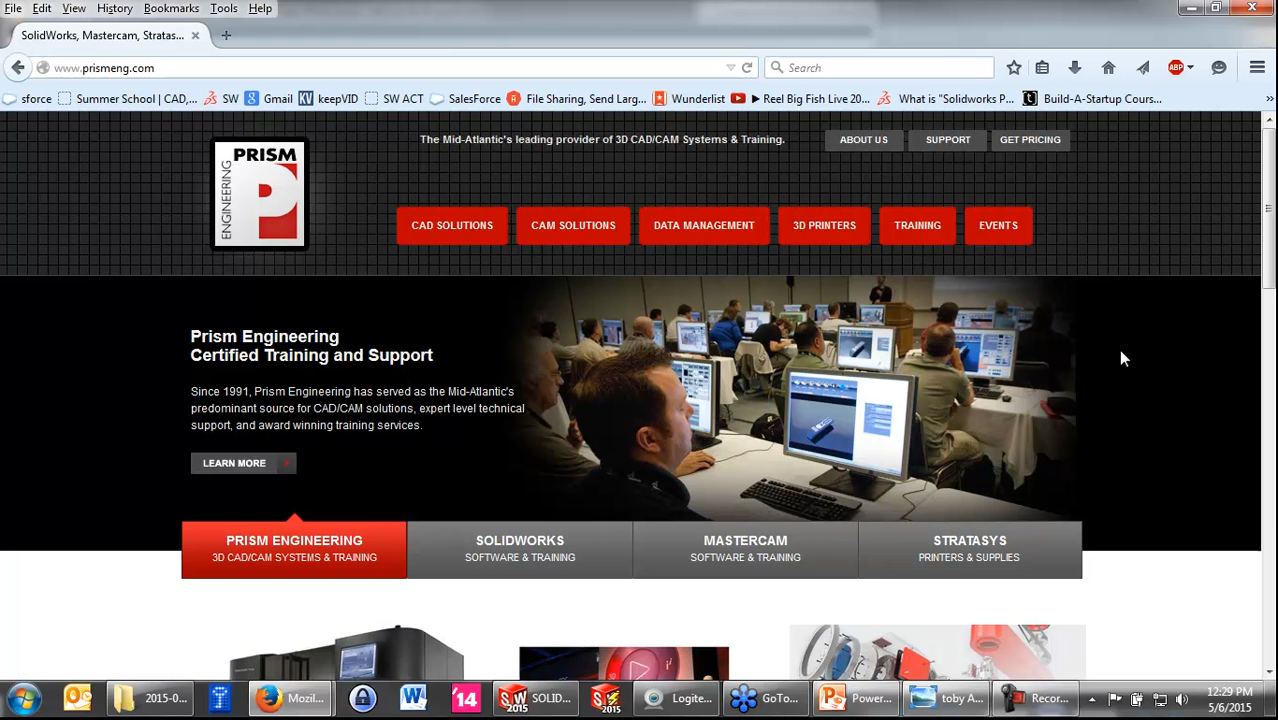 File Edit View History Bookmarks Tools Help
SolidWorks, Mastercam, Stratas...
www.prismeng.com
Search
ABP
sforce Summer School | CAD,... SW Gmail keepVID SW ACT SalesForce File Sharing, Send Larg... Wunderlist Reel Big Fish Live 20... What is "Solidworks P... Build-A-Startup Cours...
The Mid-Atlantic's leading provider of 3D CAD/CAM Systems & Training.
ABOUT US SUPPORT GET PRICING
PRISM
ENGINEERING
P
CAD SOLUTIONS CAM SOLUTIONS DATA MANAGEMENT 3D PRINTERS TRAINING EVENTS
Prism Engineering
Certified Training and Support
Since 1991, Prism Engineering has served as the Mid-Atlantic's
predominant source for CAD/CAM solutions, expert level technical
support, and award winning training services.
LEARN MORE
PRISM ENGINEERING SOLIDWORKS MASTERCAM STRATASYS
3D CAD/CAM SYSTEMS & TRAINING SOFTWARE & TRAINING SOFTWARE & TRAINING PRINTERS & SUPPLIES
2015-0... Mozil... '14 SOLID... Logite... GoTo... Power... toby A... Recor...
2015 2015
12:29 PM
5/6/2015